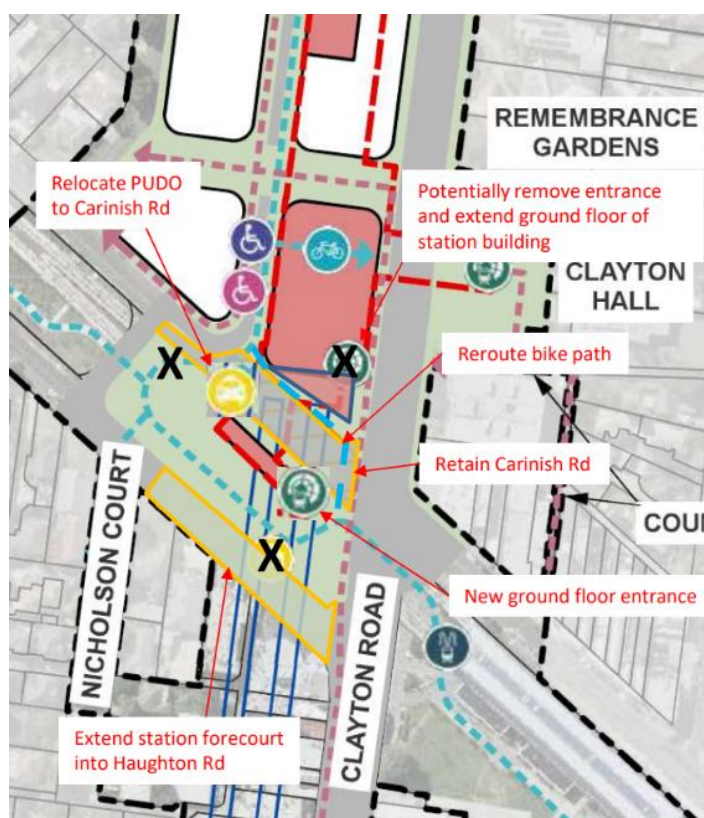 REMEMBRANCE
GARDENS
Relocate PUDO
to Carinish Rd
Potentially remove entrance
and extend ground floor of
station building
CLAYTON
HALL
X
X
Reroute bike path
Retain Carinish Rd
COU
NICHOLSON COURT
X
New ground floor entrance
CLAYTON ROAD
M
Extend station forecourt
into Haughton Rd